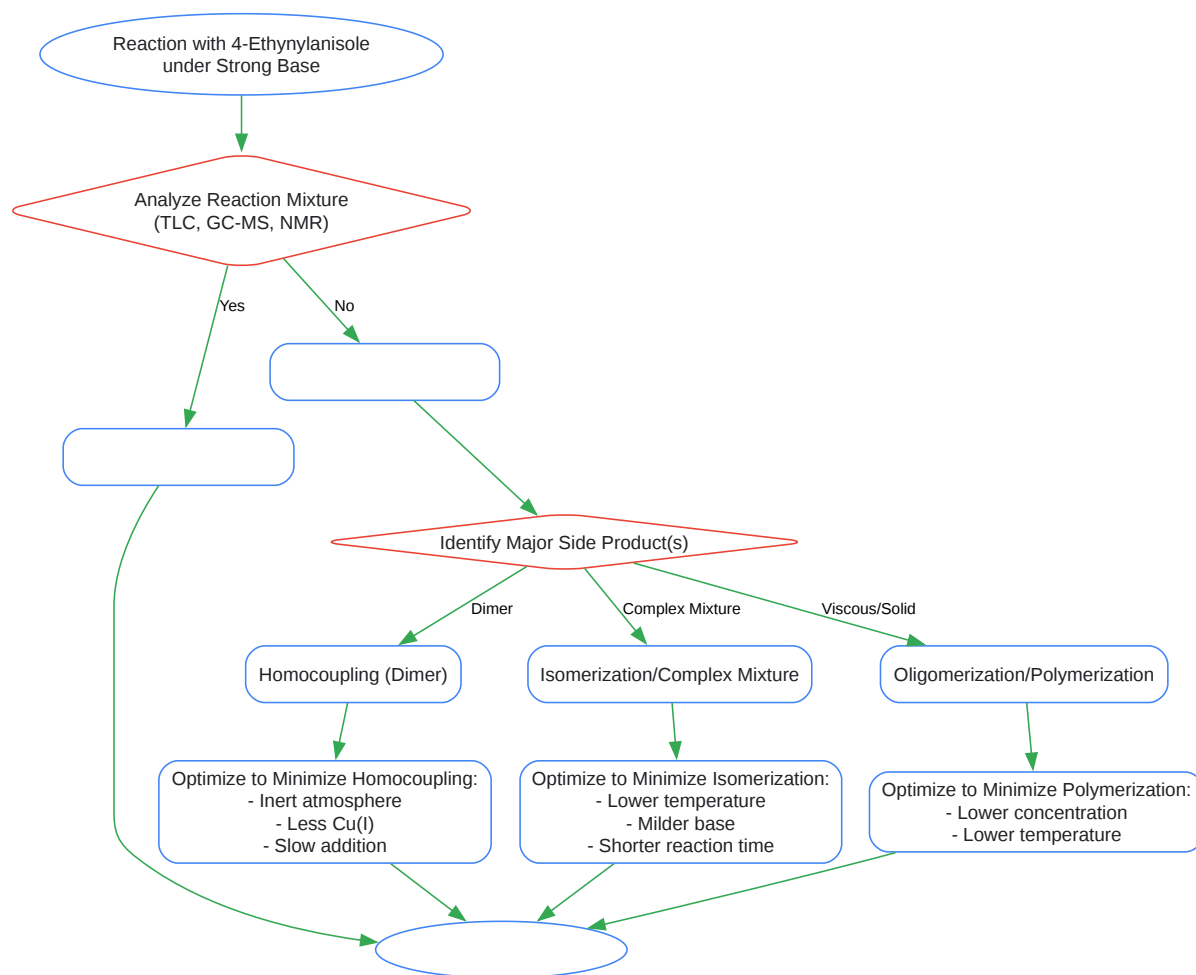 Reaction with 4-Ethynylanisole
under Strong Base
Analyze Reaction Mixture
(TLC, GC-MS, NMR)
Yes
No
Identify Major Side Product(s)
Dimer
Complex Mixture
Viscous/Solid
Homocoupling (Dimer)
Isomerization/Complex Mixture
Oligomerization/Polymerization
Optimize to Minimize Homocoupling:
- Inert atmosphere
- Less Cu(I)
- Slow addition
Optimize to Minimize Isomerization:
- Lower temperature
- Milder base
- Shorter reaction time
Optimize to Minimize Polymerization:
- Lower concentration
- Lower temperature